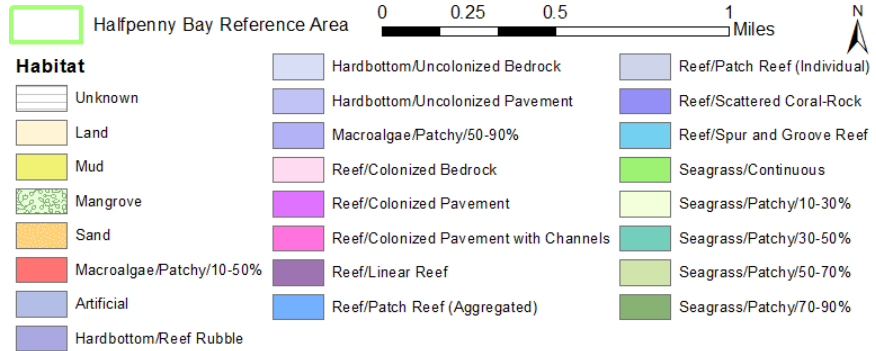 Halfpenny Bay Reference Area
0 0.25 0.5 1
Miles
N
Habitat
Unknown
Land
Mud
Mangrove
Sand
Macroalgae/Patchy/10-50%
Artificial
Hardbottom/Reef Rubble
Hardbottom/Uncolonized Bedrock
Hardbottom/Uncolonized Pavement
Macroalgae/Patchy/50-90%
Reef/Colonized Bedrock
Reef/Colonized Pavement
Reef/Colonized Pavement with Channels
Reef/Linear Reef
Reef/Patch Reef (Aggregated)
Reef/Patch Reef (Individual)
Reef/Scattered Coral-Rock
Reef/Spur and Groove Reef
Seagrass/Continuous
Seagrass/Patchy/10-30%
Seagrass/Patchy/30-50%
Seagrass/Patchy/50-70%
Seagrass/Patchy/70-90%